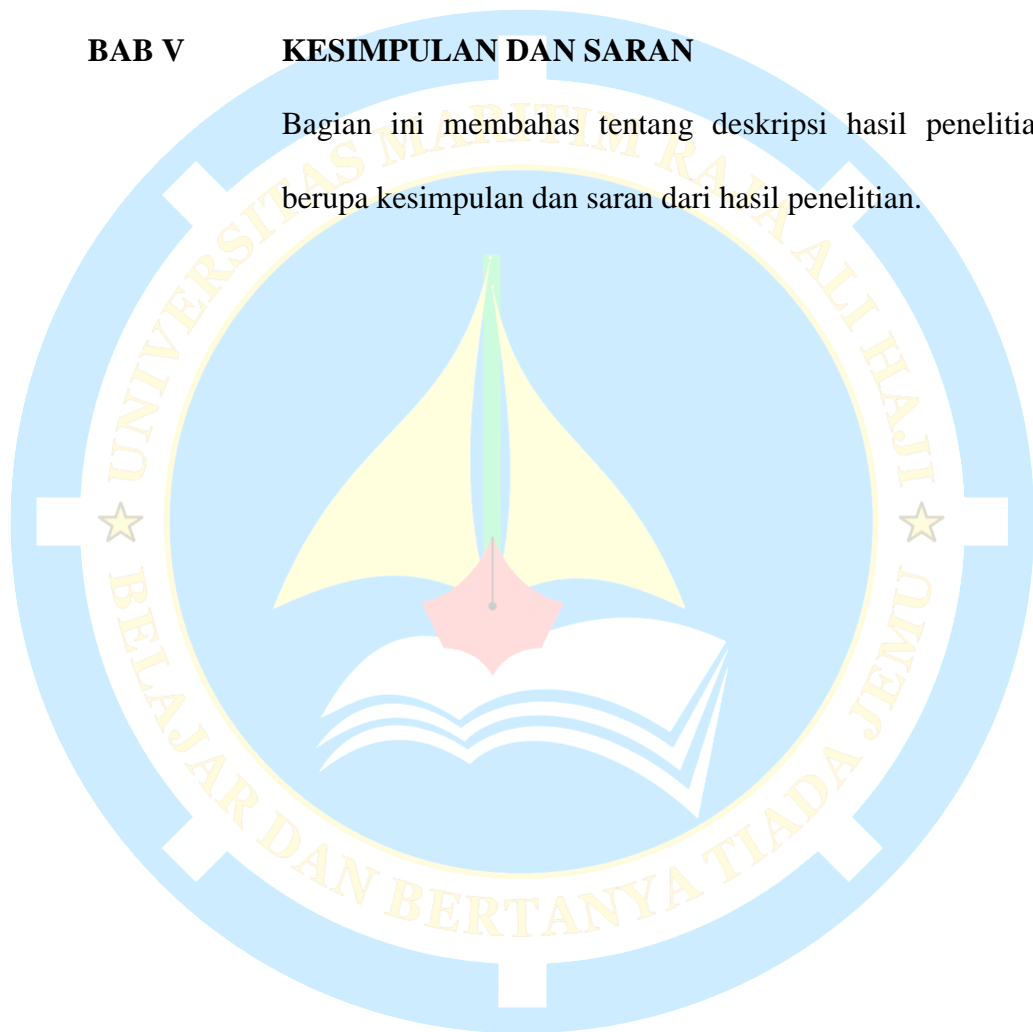 BAB V KESIMPULAN DAN SARAN
Bagian ini membahas tentang deskripsi hasil penelitia
berupa kesimpulan dan saran dari hasil penelitian.
UNIVERSITAS MARITIM RAJA ALI HAJI
BELAJAR DAN BERTANYA TIADA JEMU